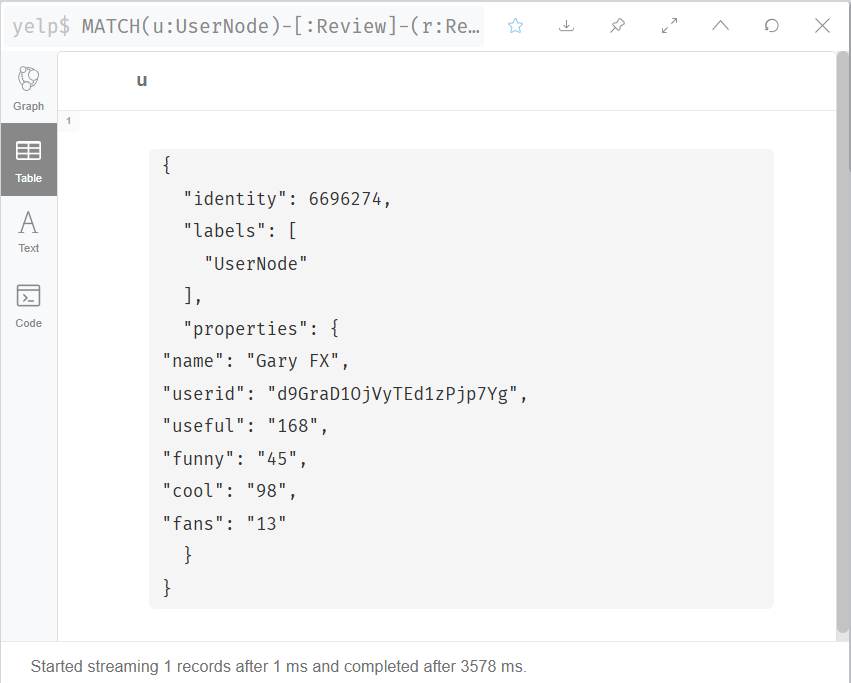 yelp$ MATCH(u:UserNode)-[:Review]-(r:Re…
Graph
Table
Text
Code
u
1
{
"identity": 6696274,
"labels": [
"UserNode"
],
"properties": {
"name": "Gary FX",
"userid": "d9GraD1OjVyTEd1zPjp7Yg",
"useful": "168",
"funny": "45",
"cool": "98",
"fans": "13"
}
}
Started streaming 1 records after 1 ms and completed after 3578 ms.